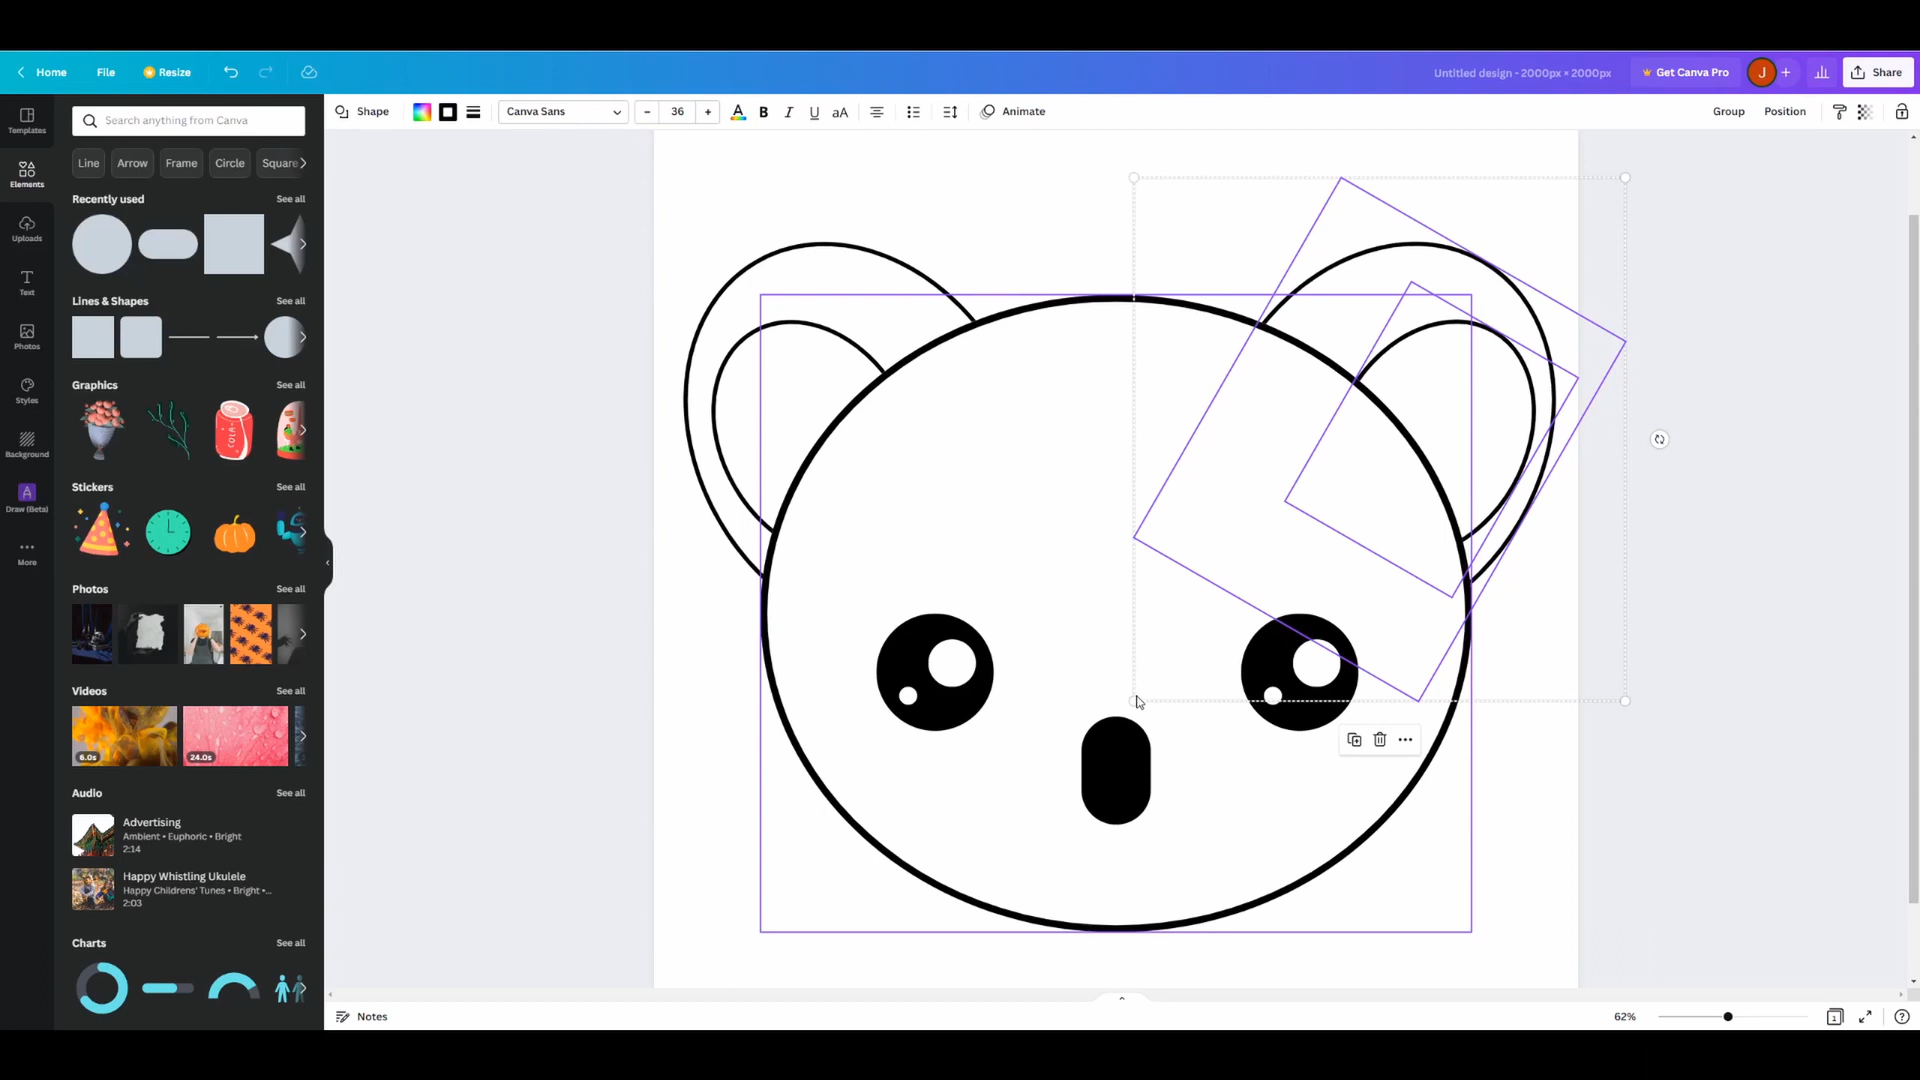 Home
File
Resize
Untitled design - 2000px × 2000px
Get Canva Pro
J
Share
Templates
Elements
Uploads
Text
Photos
Styles
Background
Draw (Beta)
More
Search anything from Canva
Line
Arrow
Frame
Circle
Square
Recently used
See all
Lines & Shapes
See all
Graphics
See all
COLA
Stickers
See all
Photos
See all
Videos
See all
6.0s
24.0s
Audio
See all
Advertising
Ambient • Euphoric • Bright
2:14
Happy Whistling Ukulele
Happy Childrens' Tunes • Bright •...
2:03
Charts
See all
Shape
Canva Sans
36
A
B
I
U
aA
Animate
Group
Position
Notes
62%
1